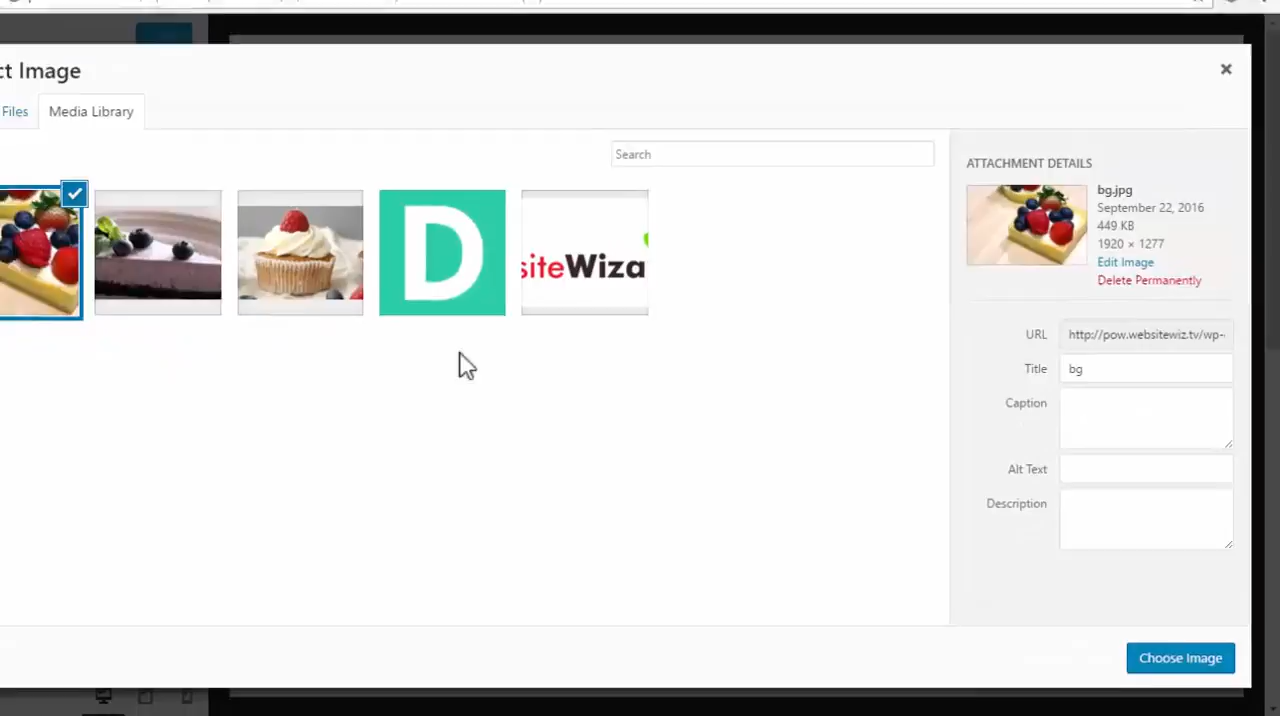 ct Image
Files
Media Library
Search
D
siteWiza
ATTACHMENT DETAILS
bg.jpg
September 22, 2016
449 KB
1920 × 1277
Edit Image
Delete Permanently
URL
http://pow.websitewiz.tv/wp-
Title
bg
Caption
Alt Text
Description
Choose Image